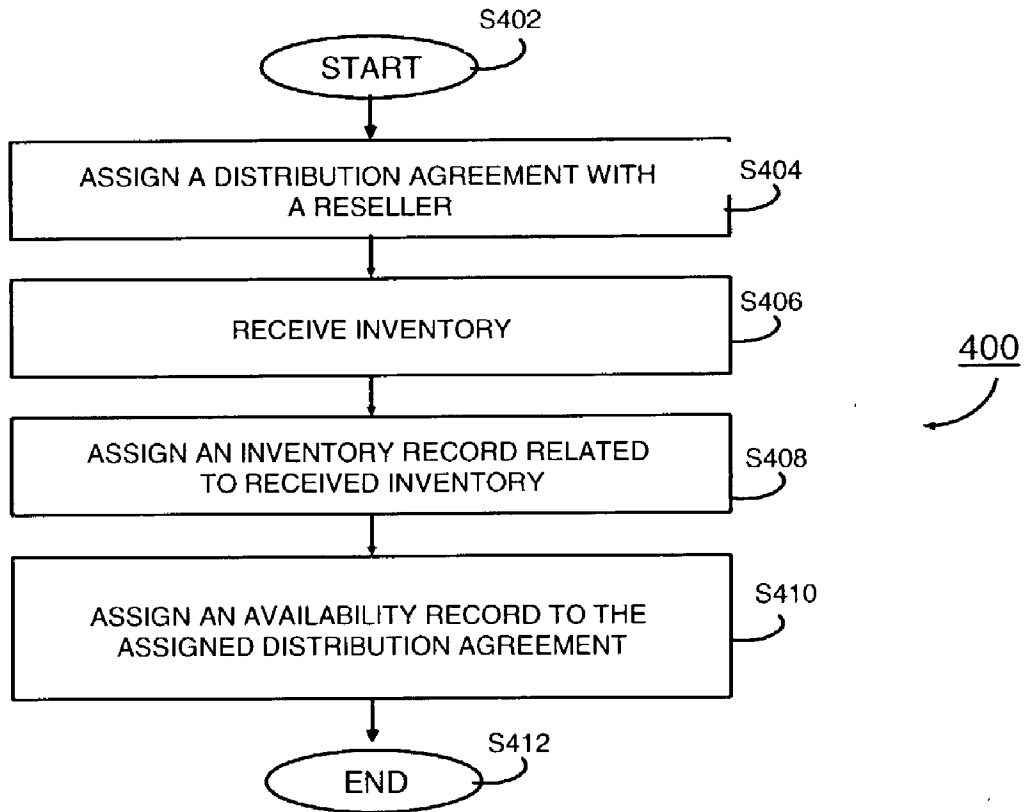 S402
START
ASSIGN A DISTRIBUTION AGREEMENT WITH
A RESELLER
S404
RECEIVE INVENTORY
S406
400
ASSIGN AN INVENTORY RECORD RELATED
TO RECEIVED INVENTORY
S408
ASSIGN AN AVAILABILITY RECORD TO THE
ASSIGNED DISTRIBUTION AGREEMENT
S410
END
S412